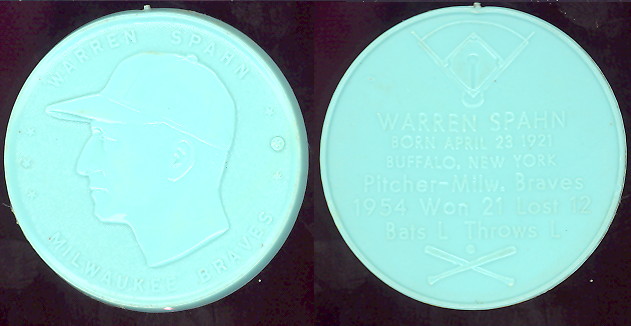 WARREN SPAHN
MILWAUKEE BRAVES
WARREN SPAHN
BORN APRIL 23 1921
BUFFALO, NEW YORK
Pitcher-Milw. Braves
1954 Won 21 Lost 12
Bats L Throws L